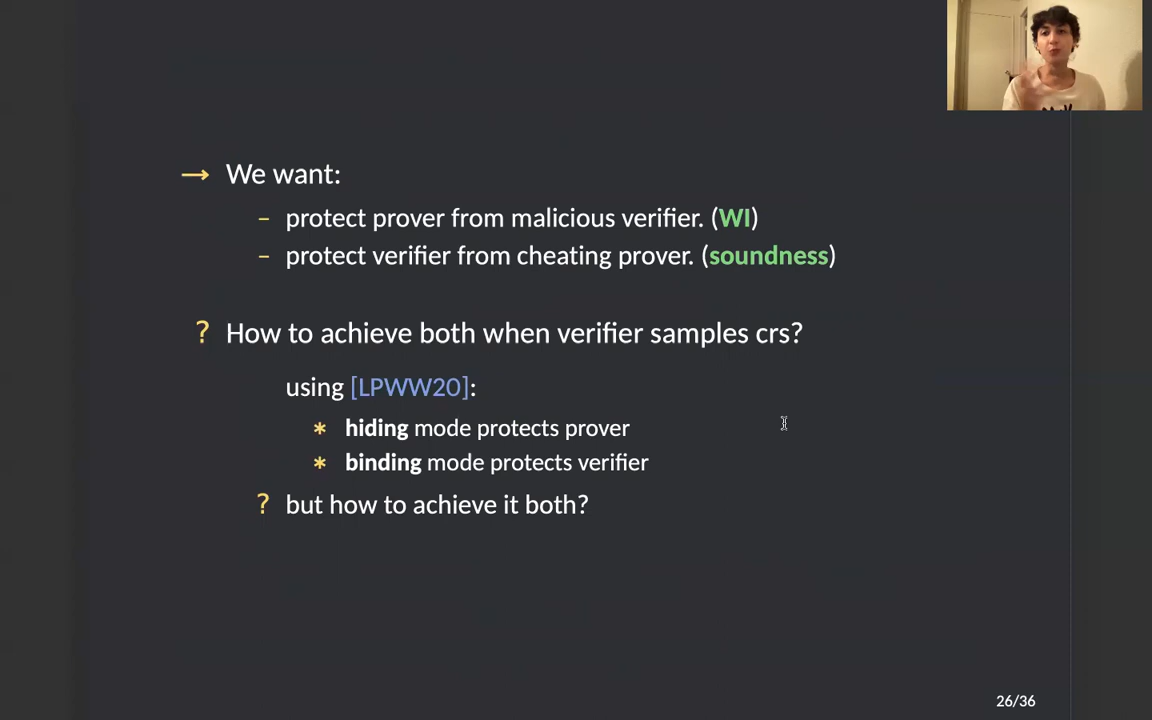 → We want:
– protect prover from malicious verifier. (WI)
– protect verifier from cheating prover. (soundness)
? How to achieve both when verifier samples crs?
using [LPWW20]:
* hiding mode protects prover
* binding mode protects verifier
? but how to achieve it both?
26/36